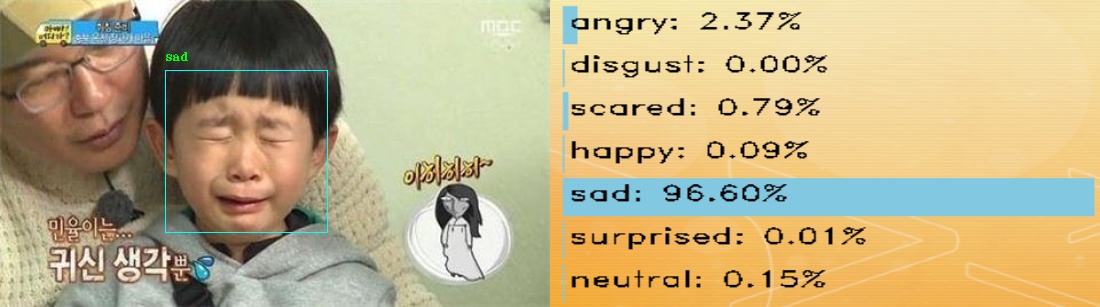 mbc
sad
이히히히~
민율이는...
귀신 생각뿐
angry: 2.37%
disgust: 0.00%
scared: 0.79%
happy: 0.09%
sad: 96.60%
surprised: 0.01%
neutral: 0.15%